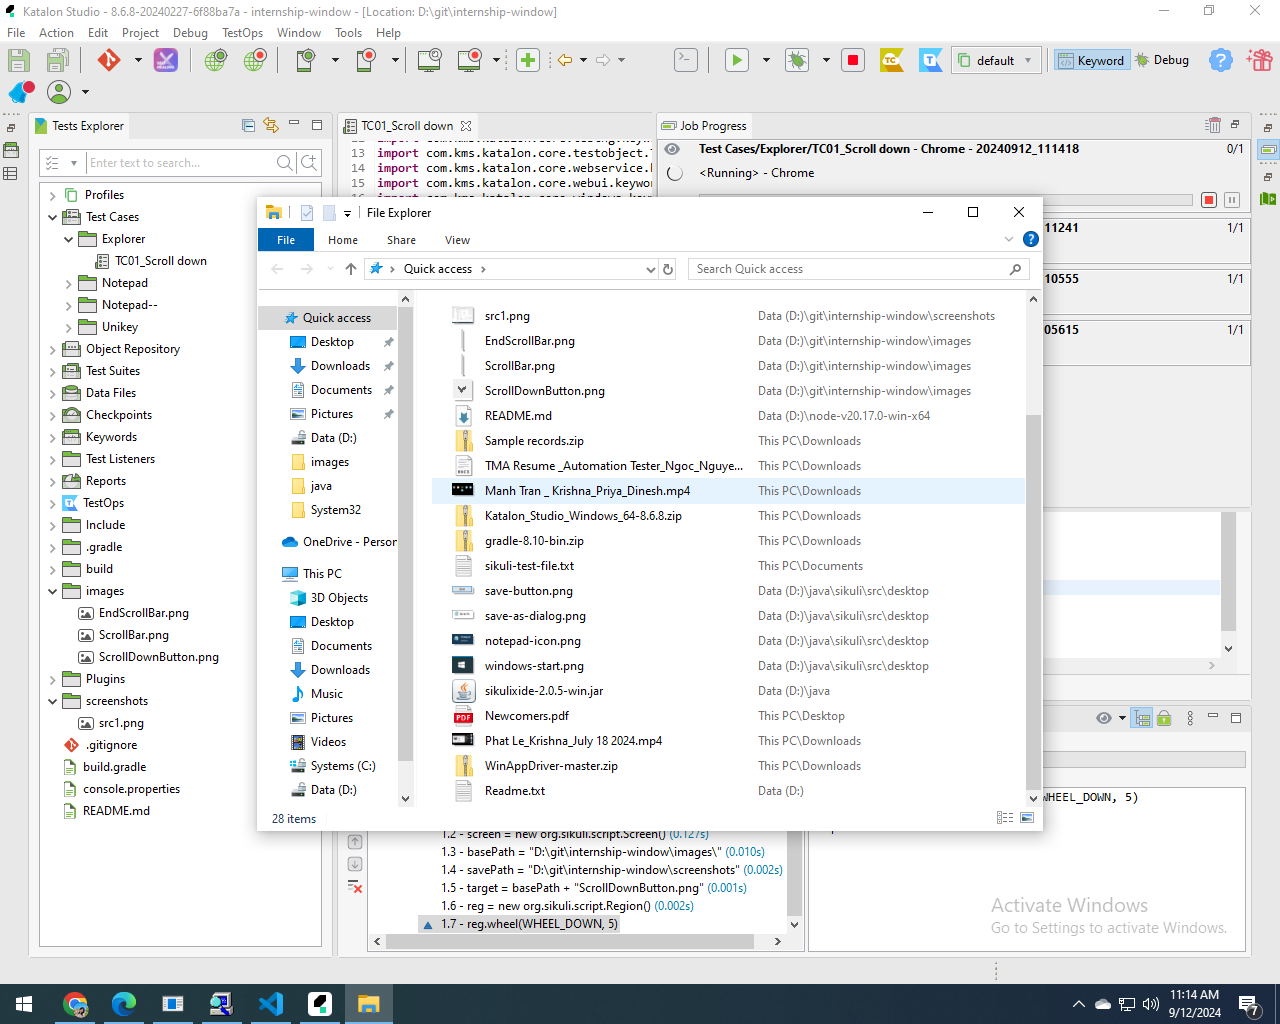 Katalon Studio - 8.6.8-20240227-6f88ba7a - internship-window - [Location: D:\git\internship-window]
File Action Edit Project Debug TestOps Window Tools Help
default
Keyword
Debug
Tests Explorer
Enter text to search...
Profiles
Test Cases
Explorer
TC01_Scroll down
Notepad
Notepad--
Unikey
Object Repository
Test Suites
Data Files
Checkpoints
Keywords
Test Listeners
Reports
TestOps
Include
.gradle
build
images
EndScrollBar.png
ScrollBar.png
ScrollDownButton.png
Plugins
screenshots
src1.png
.gitignore
build.gradle
console.properties
README.md
TC01_Scroll down
13 import com.kms.katalon.core.testobject.
14 import com.kms.katalon.core.webservice.
15 import com.kms.katalon.core.webui.keywo
Job Progress
Test Cases/Explorer/TC01_Scroll down - Chrome - 20240912_111418 0/1
<Running> - Chrome
11241 1/1
10555 1/1
05615 1/1
File Explorer
File Home Share View
Quick access
Search Quick access
Quick access
Desktop
Downloads
Documents
Pictures
Data (D:)
images
java
System32
OneDrive - Person
This PC
3D Objects
Desktop
Documents
Downloads
Music
Pictures
Videos
Systems (C:)
Data (D:)
src1.png Data (D:)\git\internship-window\screenshots
EndScrollBar.png Data (D:)\git\internship-window\images
ScrollBar.png Data (D:)\git\internship-window\images
ScrollDownButton.png Data (D:)\git\internship-window\images
README.md Data (D:)\node-v20.17.0-win-x64
Sample records.zip This PC\Downloads
TMA Resume _Automation Tester_Ngoc_Nguye... This PC\Downloads
Manh Tran _ Krishna_Priya_Dinesh.mp4 This PC\Downloads
Katalon_Studio_Windows_64-8.6.8.zip This PC\Downloads
gradle-8.10-bin.zip This PC\Downloads
sikuli-test-file.txt This PC\Documents
save-button.png Data (D:)\java\sikuli\src\desktop
save-as-dialog.png Data (D:)\java\sikuli\src\desktop
notepad-icon.png Data (D:)\java\sikuli\src\desktop
windows-start.png Data (D:)\java\sikuli\src\desktop
sikulixide-2.0.5-win.jar Data (D:)\java
Newcomers.pdf This PC\Desktop
Phat Le_Krishna_July 18 2024.mp4 This PC\Downloads
WinAppDriver-master.zip This PC\Downloads
Readme.txt Data (D:)
28 items
WHEEL_DOWN, 5)
1.2 - screen = new org.sikuli.script.Screen() (0.127s)
1.3 - basePath = "D:\git\internship-window\images\" (0.010s)
1.4 - savePath = "D:\git\internship-window\screenshots" (0.002s)
1.5 - target = basePath + "ScrollDownButton.png" (0.001s)
1.6 - reg = new org.sikuli.script.Region() (0.002s)
1.7 - reg.wheel(WHEEL_DOWN, 5)
Activate Windows
Go to Settings to activate Windows.
11:14 AM
9/12/2024
7